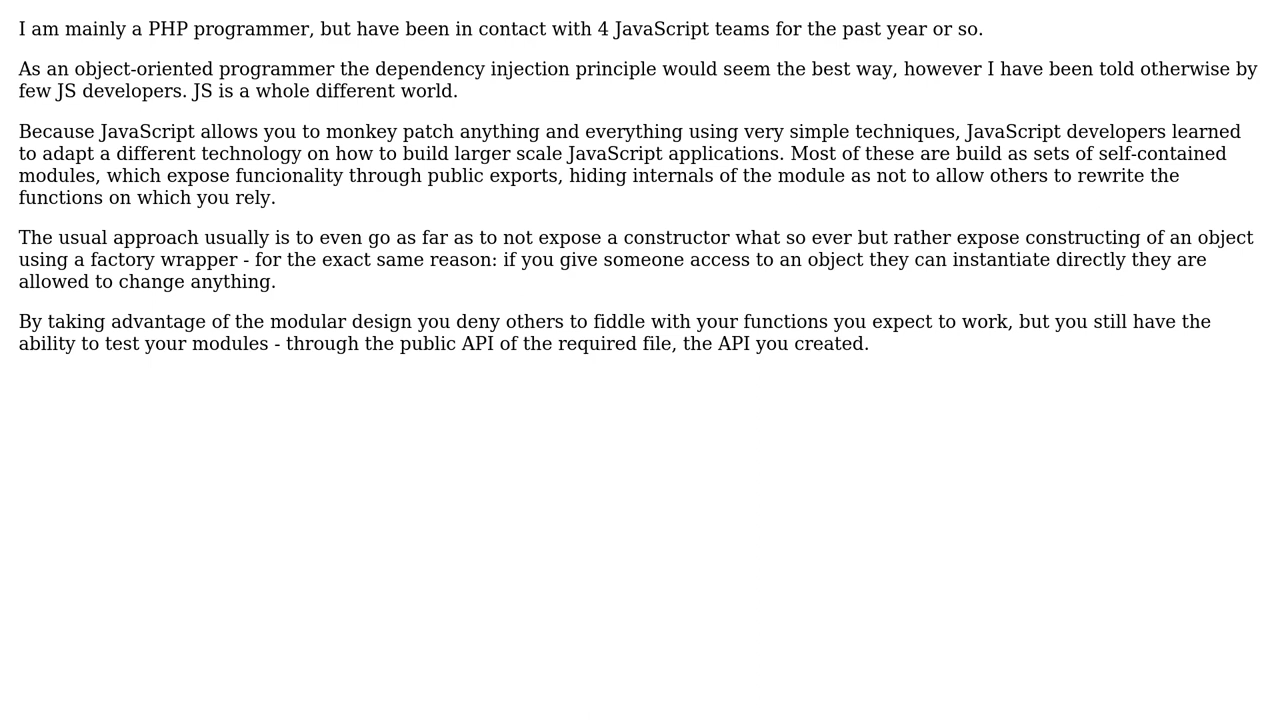 I am mainly a PHP programmer, but have been in contact with 4 JavaScript teams for the past year or so.
As an object-oriented programmer the dependency injection principle would seem the best way, however I have been told otherwise by
few JS developers. JS is a whole different world.
Because JavaScript allows you to monkey patch anything and everything using very simple techniques, JavaScript developers learned
to adapt a different technology on how to build larger scale JavaScript applications. Most of these are build as sets of self-contained
modules, which expose funcionality through public exports, hiding internals of the module as not to allow others to rewrite the
functions on which you rely.
The usual approach usually is to even go as far as to not expose a constructor what so ever but rather expose constructing of an object
using a factory wrapper - for the exact same reason: if you give someone access to an object they can instantiate directly they are
allowed to change anything.
By taking advantage of the modular design you deny others to fiddle with your functions you expect to work, but you still have the
ability to test your modules - through the public API of the required file, the API you created.